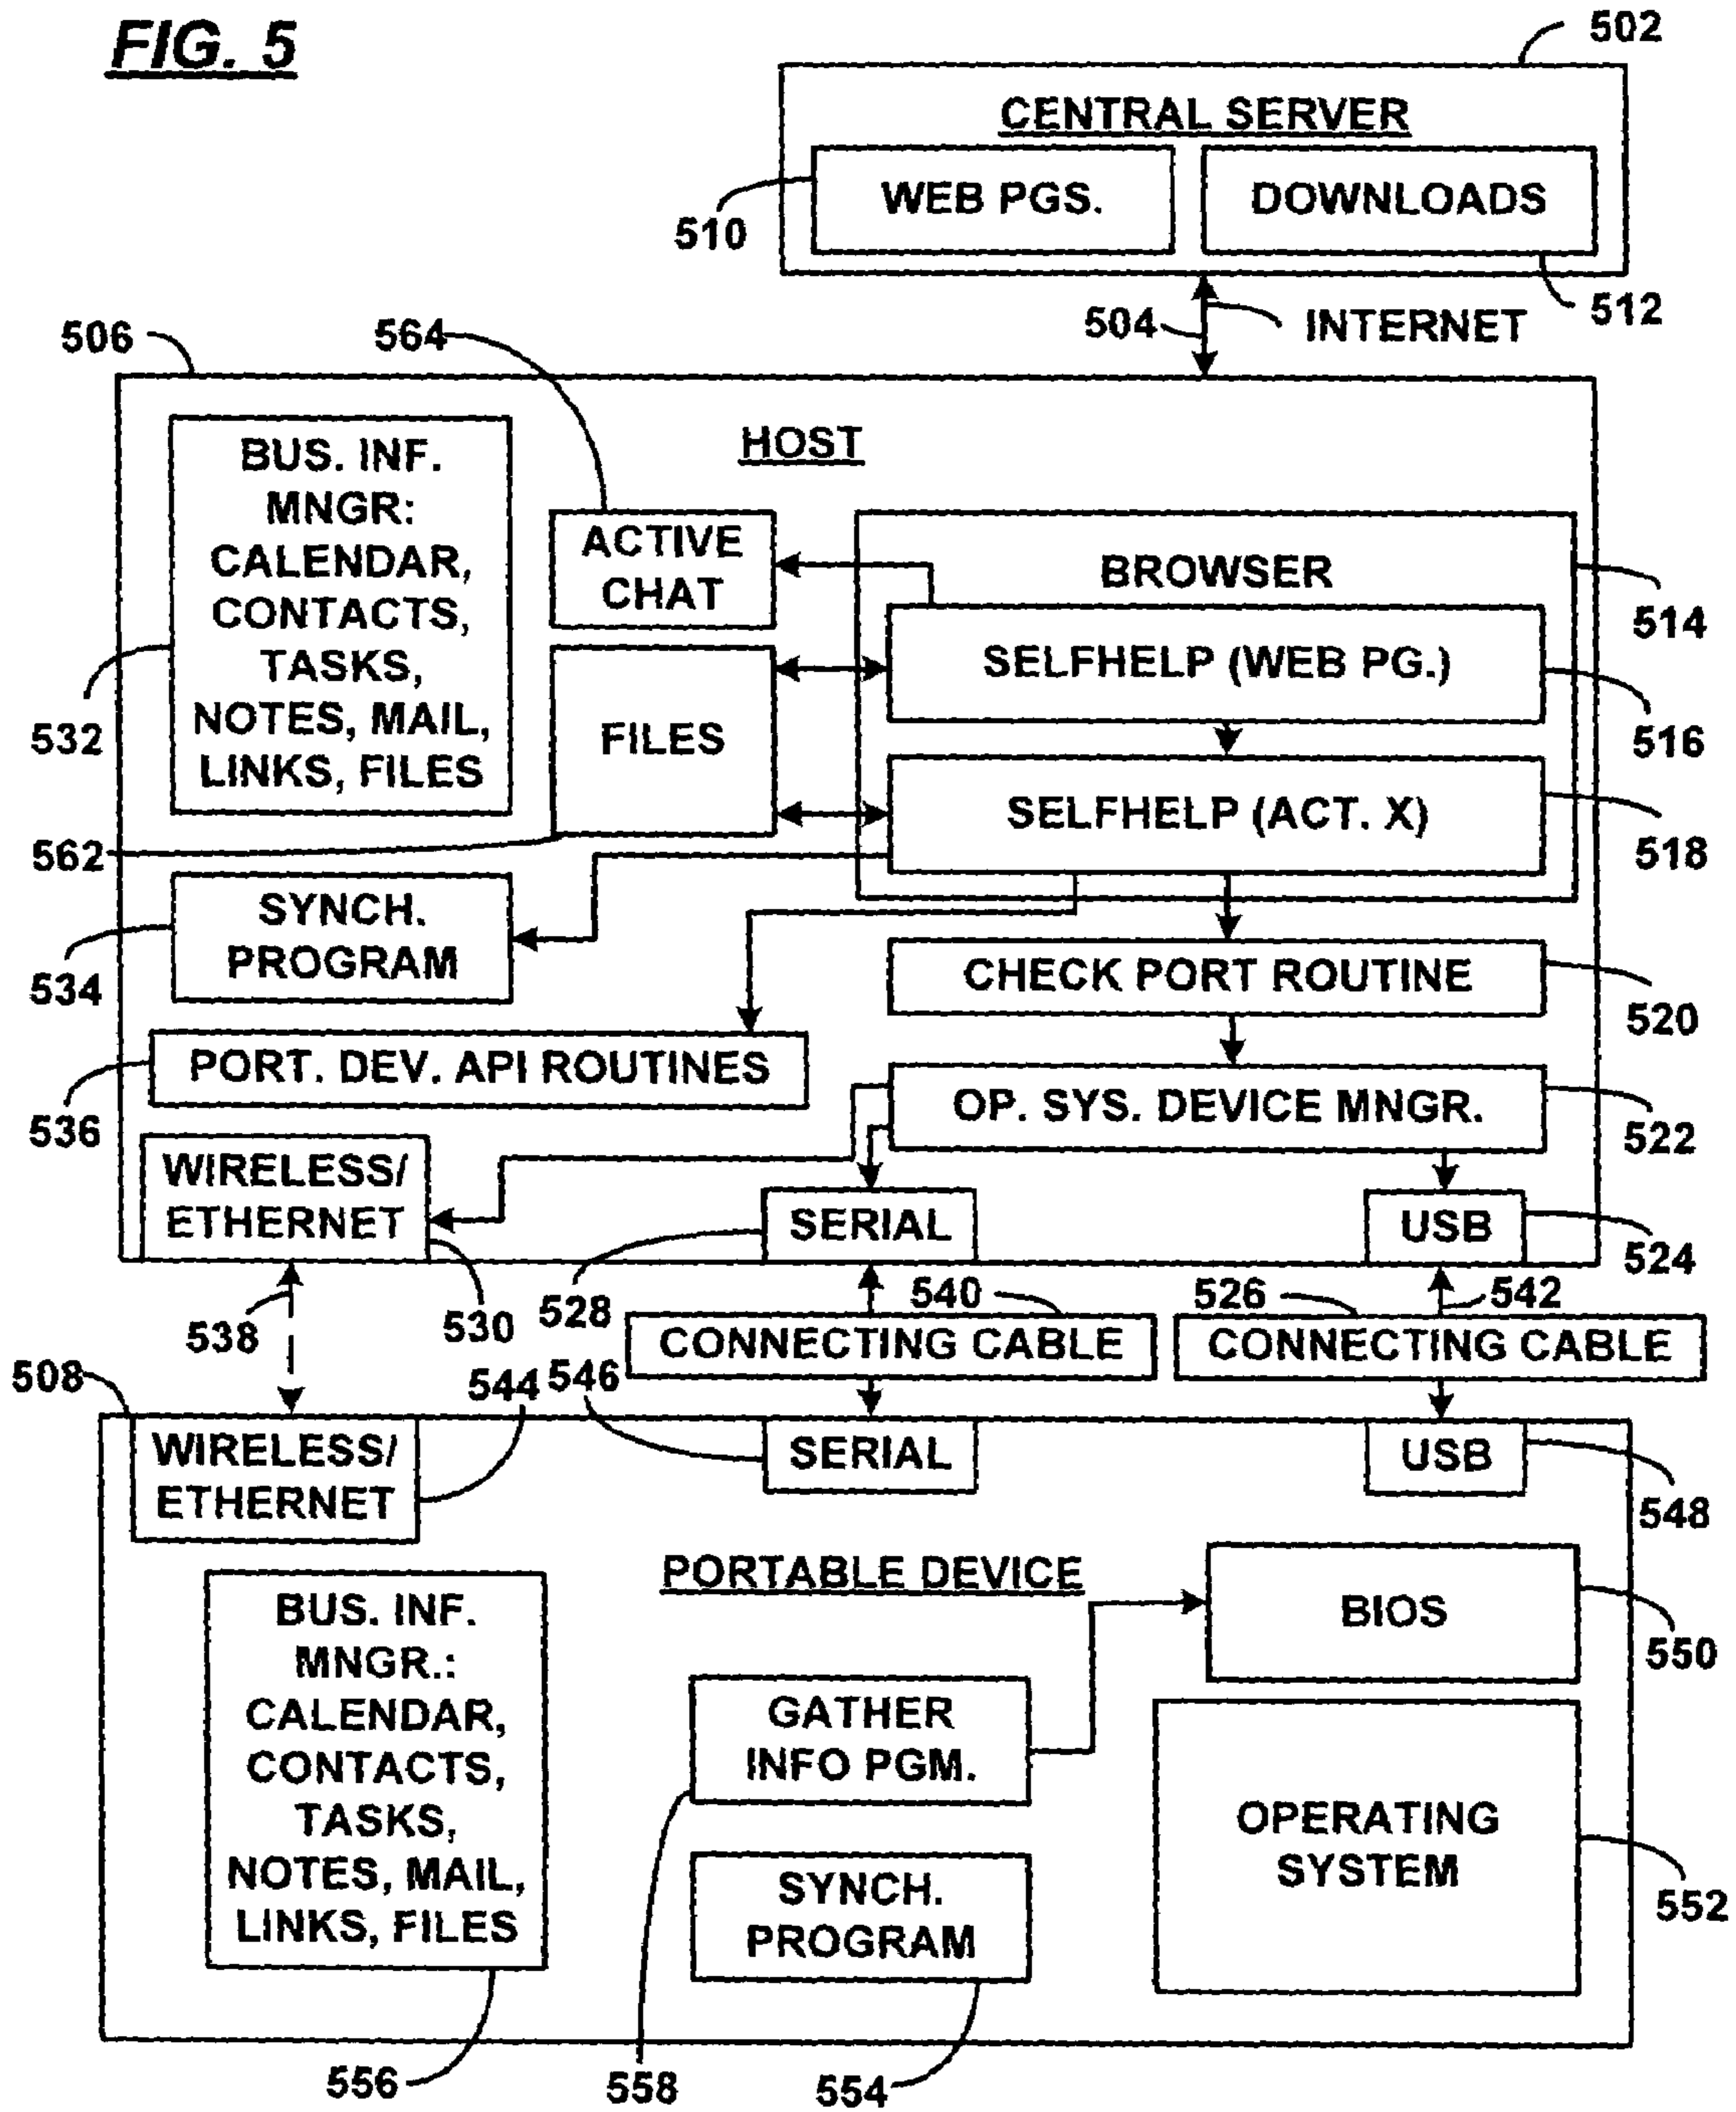 FIG. 5
502
CENTRAL SERVER
WEB PGS.
DOWNLOADS
510
512
504
INTERNET
506
564
HOST
BUS. INF.
MNGR:
CALENDAR,
CONTACTS,
TASKS,
NOTES, MAIL,
LINKS, FILES
532
ACTIVE
CHAT
BROWSER
514
SELFHELP (WEB PG.)
516
FILES
562
SELFHELP (ACT. X)
518
SYNCH.
PROGRAM
534
CHECK PORT ROUTINE
520
PORT. DEV. API ROUTINES
536
OP. SYS. DEVICE MNGR.
522
WIRELESS/
ETHERNET
530
SERIAL
528
USB
524
538
540
526
542
CONNECTING CABLE
CONNECTING CABLE
508
544
546
WIRELESS/
ETHERNET
SERIAL
USB
548
PORTABLE DEVICE
BIOS
550
BUS. INF.
MNGR.:
CALENDAR,
CONTACTS,
TASKS,
NOTES, MAIL,
LINKS, FILES
GATHER
INFO PGM.
OPERATING
SYSTEM
552
SYNCH.
PROGRAM
556
558
554